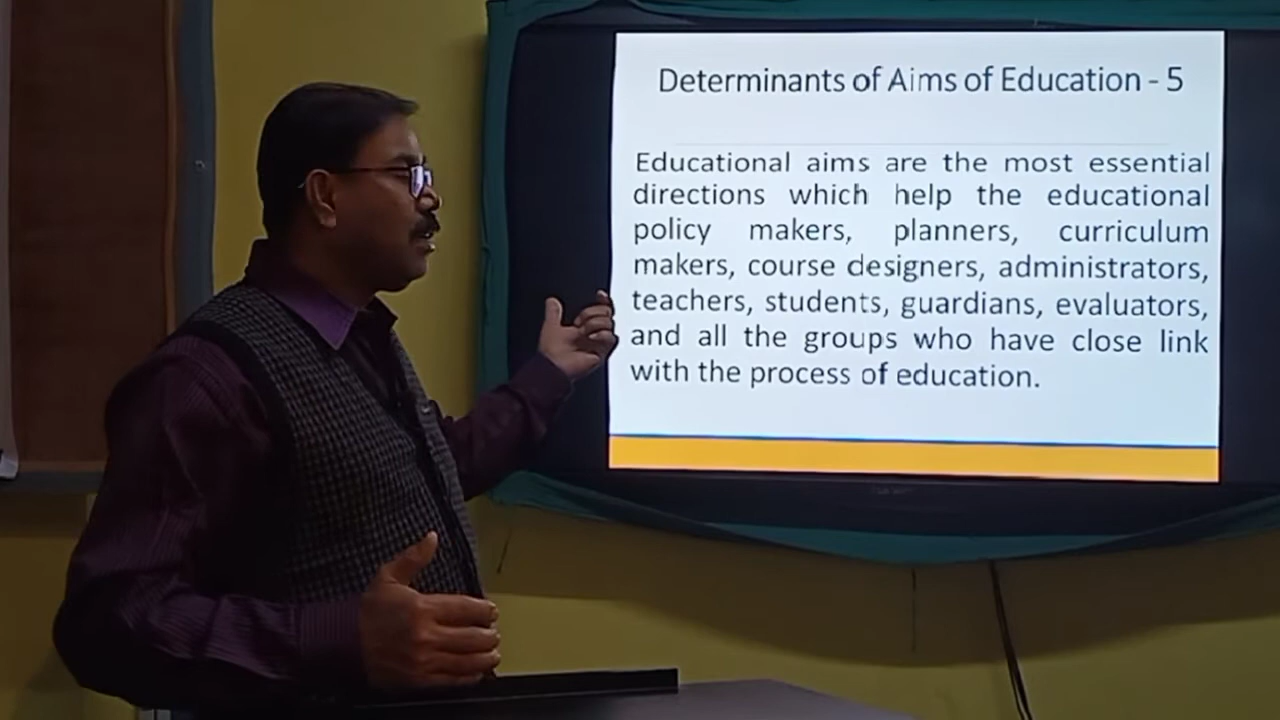 Determinants of Aims of Education - 5
Educational aims are the most essential
directions which help the educational
policy makers, planners, curriculum
makers, course designers, administrators,
teachers, students, guardians, evaluators,
and all the groups who have close link
with the process of education.